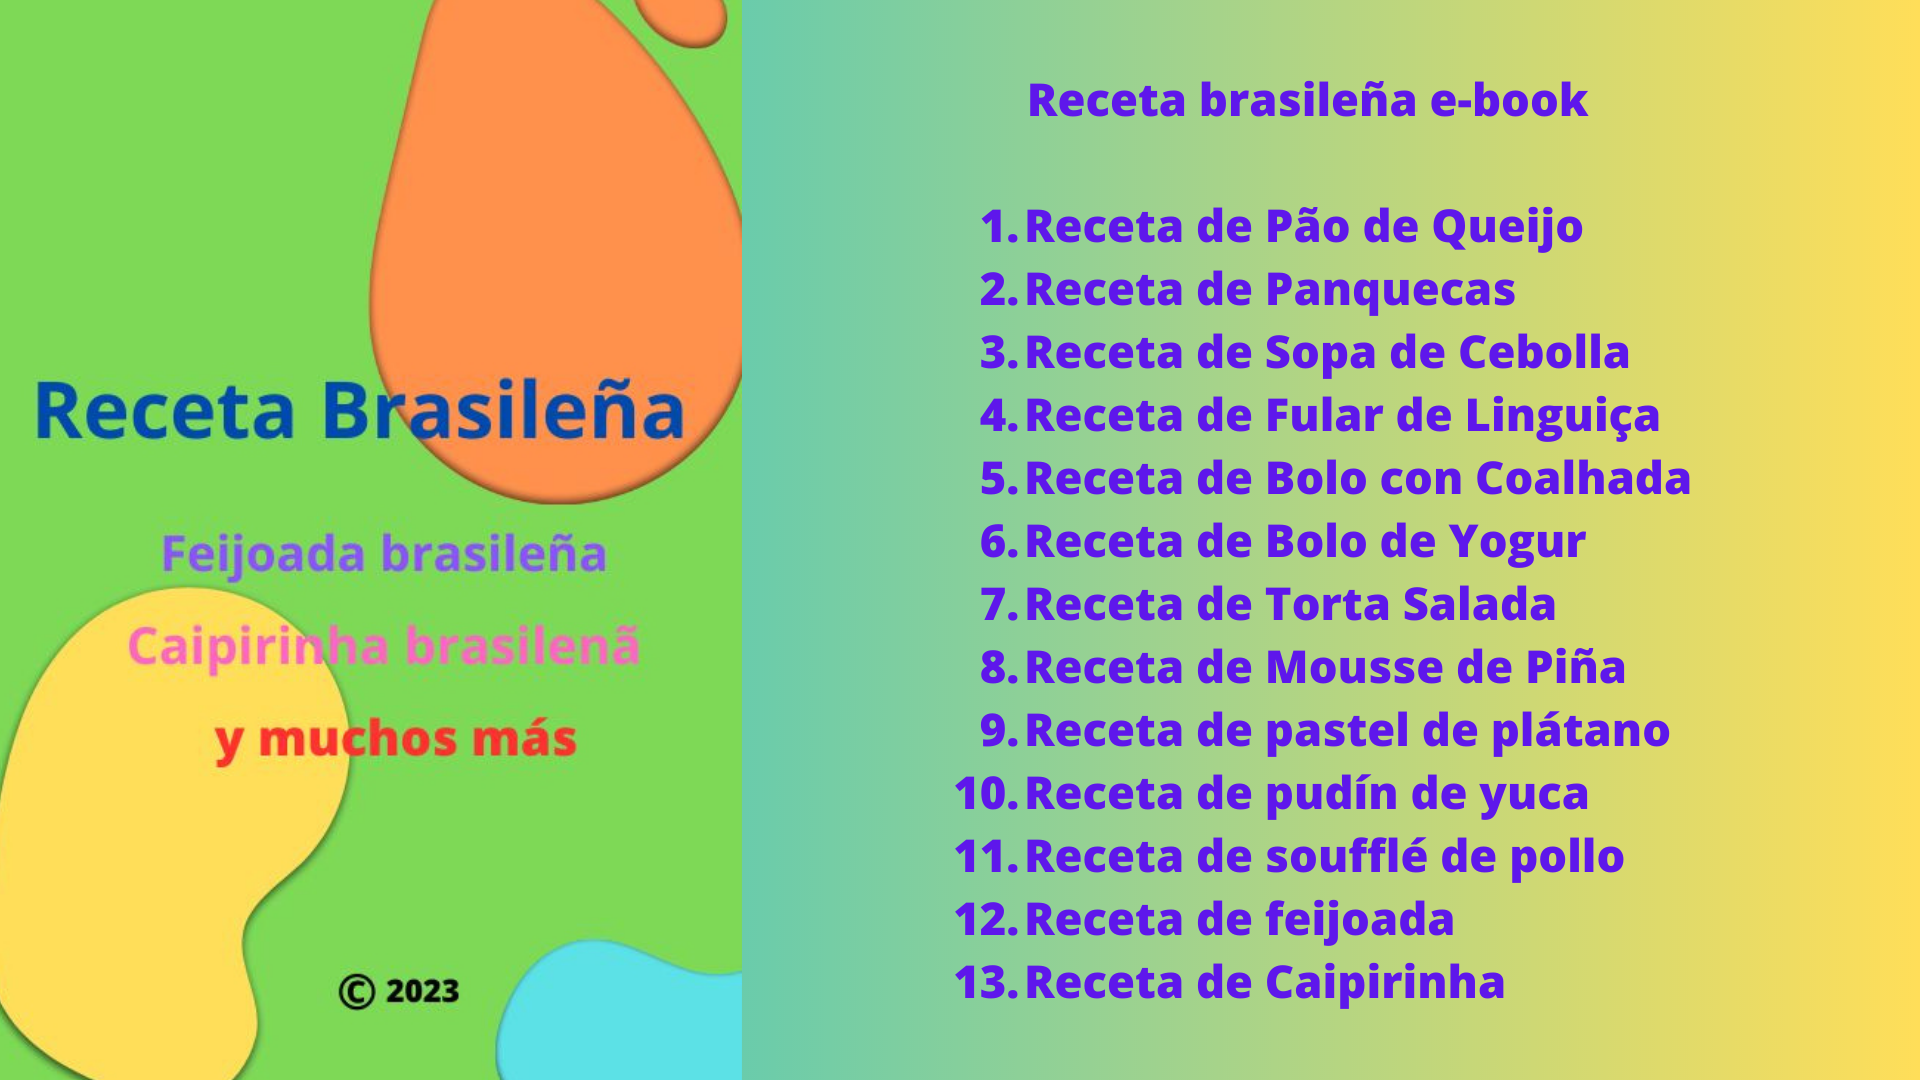 Receta Brasileña
Feijoada brasileña
Caipirinha brasilenã
y muchos más
© 2023
Receta brasileña e-book
1. Receta de Pão de Queijo
2. Receta de Panquecas
3. Receta de Sopa de Cebolla
4. Receta de Fular de Linguiça
5. Receta de Bolo con Coalhada
6. Receta de Bolo de Yogur
7. Receta de Torta Salada
8. Receta de Mousse de Piña
9. Receta de pastel de plátano
10. Receta de pudín de yuca
11. Receta de soufflé de pollo
12. Receta de feijoada
13. Receta de Caipirinha